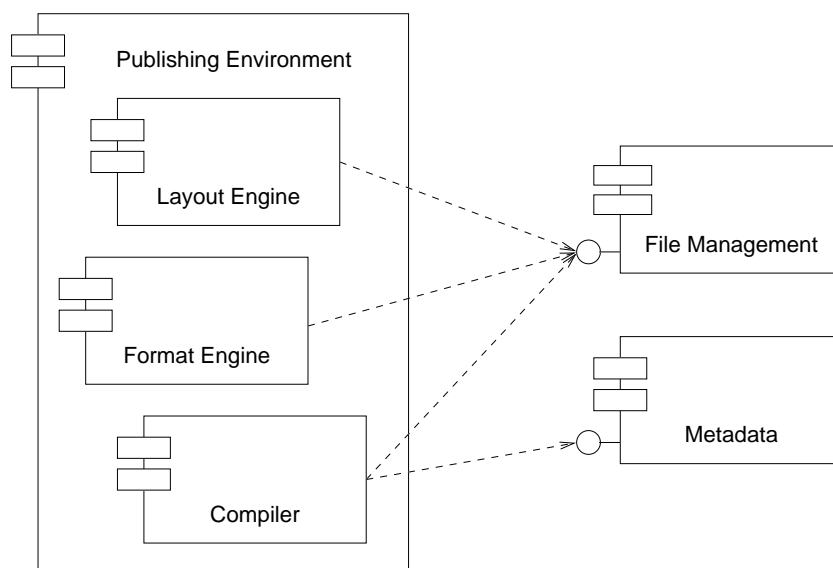 Publishing Environment
Layout Engine
File Management
Format Engine
Metadata
Compiler